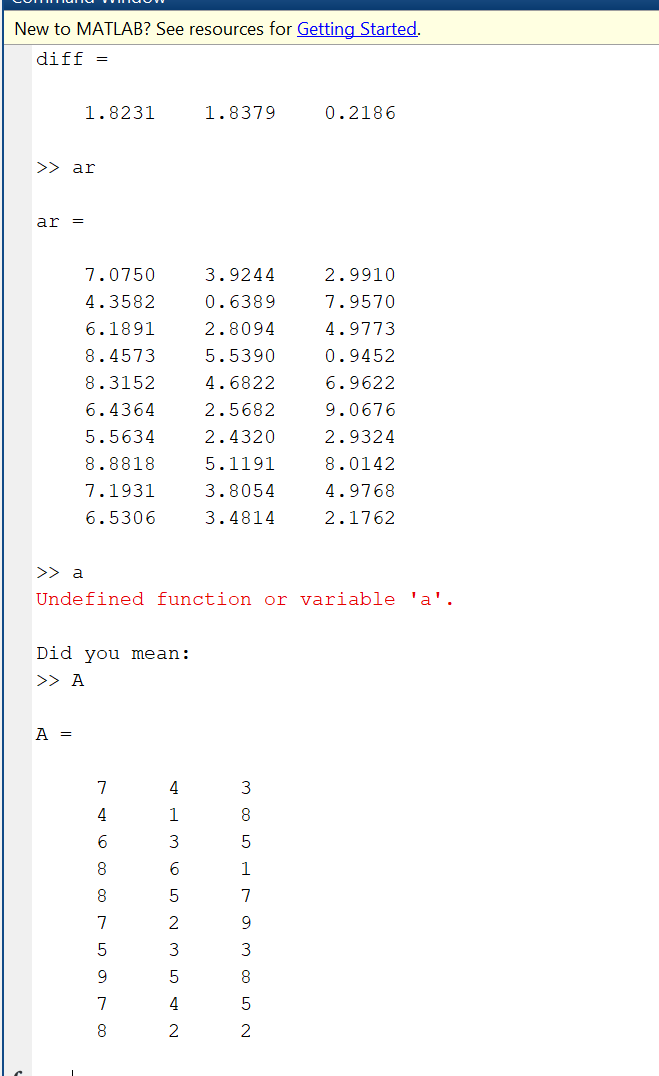 Command Window
New to MATLAB? See resources for Getting Started.
diff =
1.8231 1.8379 0.2186
>> ar
ar =
7.0750 3.9244 2.9910
4.3582 0.6389 7.9570
6.1891 2.8094 4.9773
8.4573 5.5390 0.9452
8.3152 4.6822 6.9622
6.4364 2.5682 9.0676
5.5634 2.4320 2.9324
8.8818 5.1191 8.0142
7.1931 3.8054 4.9768
6.5306 3.4814 2.1762
>> a
Undefined function or variable 'a'.
Did you mean:
>> A
A =
7 4 3
4 1 8
6 3 5
8 6 1
8 5 7
7 2 9
5 3 3
9 5 8
7 4 5
8 2 2